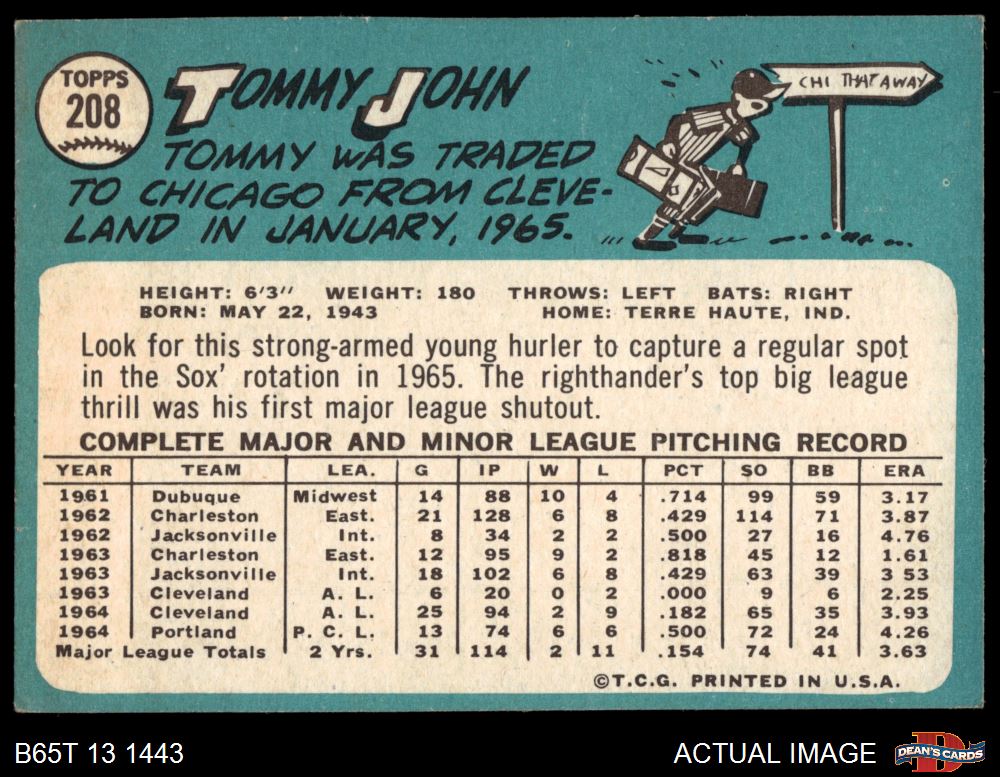 TOPPS
208
TOMMY JOHN
CHI THATAWAY
TOMMY WAS TRADED
TO CHICAGO FROM CLEVE-
LAND IN JANUARY, 1965.
HEIGHT: 6'3" WEIGHT: 180 THROWS: LEFT BATS: RIGHT
BORN: MAY 22, 1943 HOME: TERRE HAUTE, IND.
Look for this strong-armed young hurler to capture a regular spot
in the Sox' rotation in 1965. The righthander's top big league
thrill was his first major league shutout.
COMPLETE MAJOR AND MINOR LEAGUE PITCHING RECORD
YEAR TEAM LEA. G IP W L PCT SO BB ERA
1961 Dubuque Midwest 14 88 10 4 .714 99 59 3.17
1962 Charleston East. 21 128 6 8 .429 114 71 3.87
1962 Jacksonville Int. 8 34 2 2 .500 27 16 4.76
1963 Charleston East. 12 95 9 2 .818 45 12 1.61
1963 Jacksonville Int. 18 102 6 8 .429 63 39 3 53
1963 Cleveland A. L. 6 20 0 2 .000 9 6 2.25
1964 Cleveland A. L. 25 94 2 9 .182 65 35 3.93
1964 Portland P. C. L. 13 74 6 6 .500 72 24 4.26
Major League Totals 2 Yrs. 31 114 2 11 .154 74 41 3.63
©T.C.G. PRINTED IN U.S.A.
B65T 13 1443
ACTUAL IMAGE
D
DEAN'S CARDS